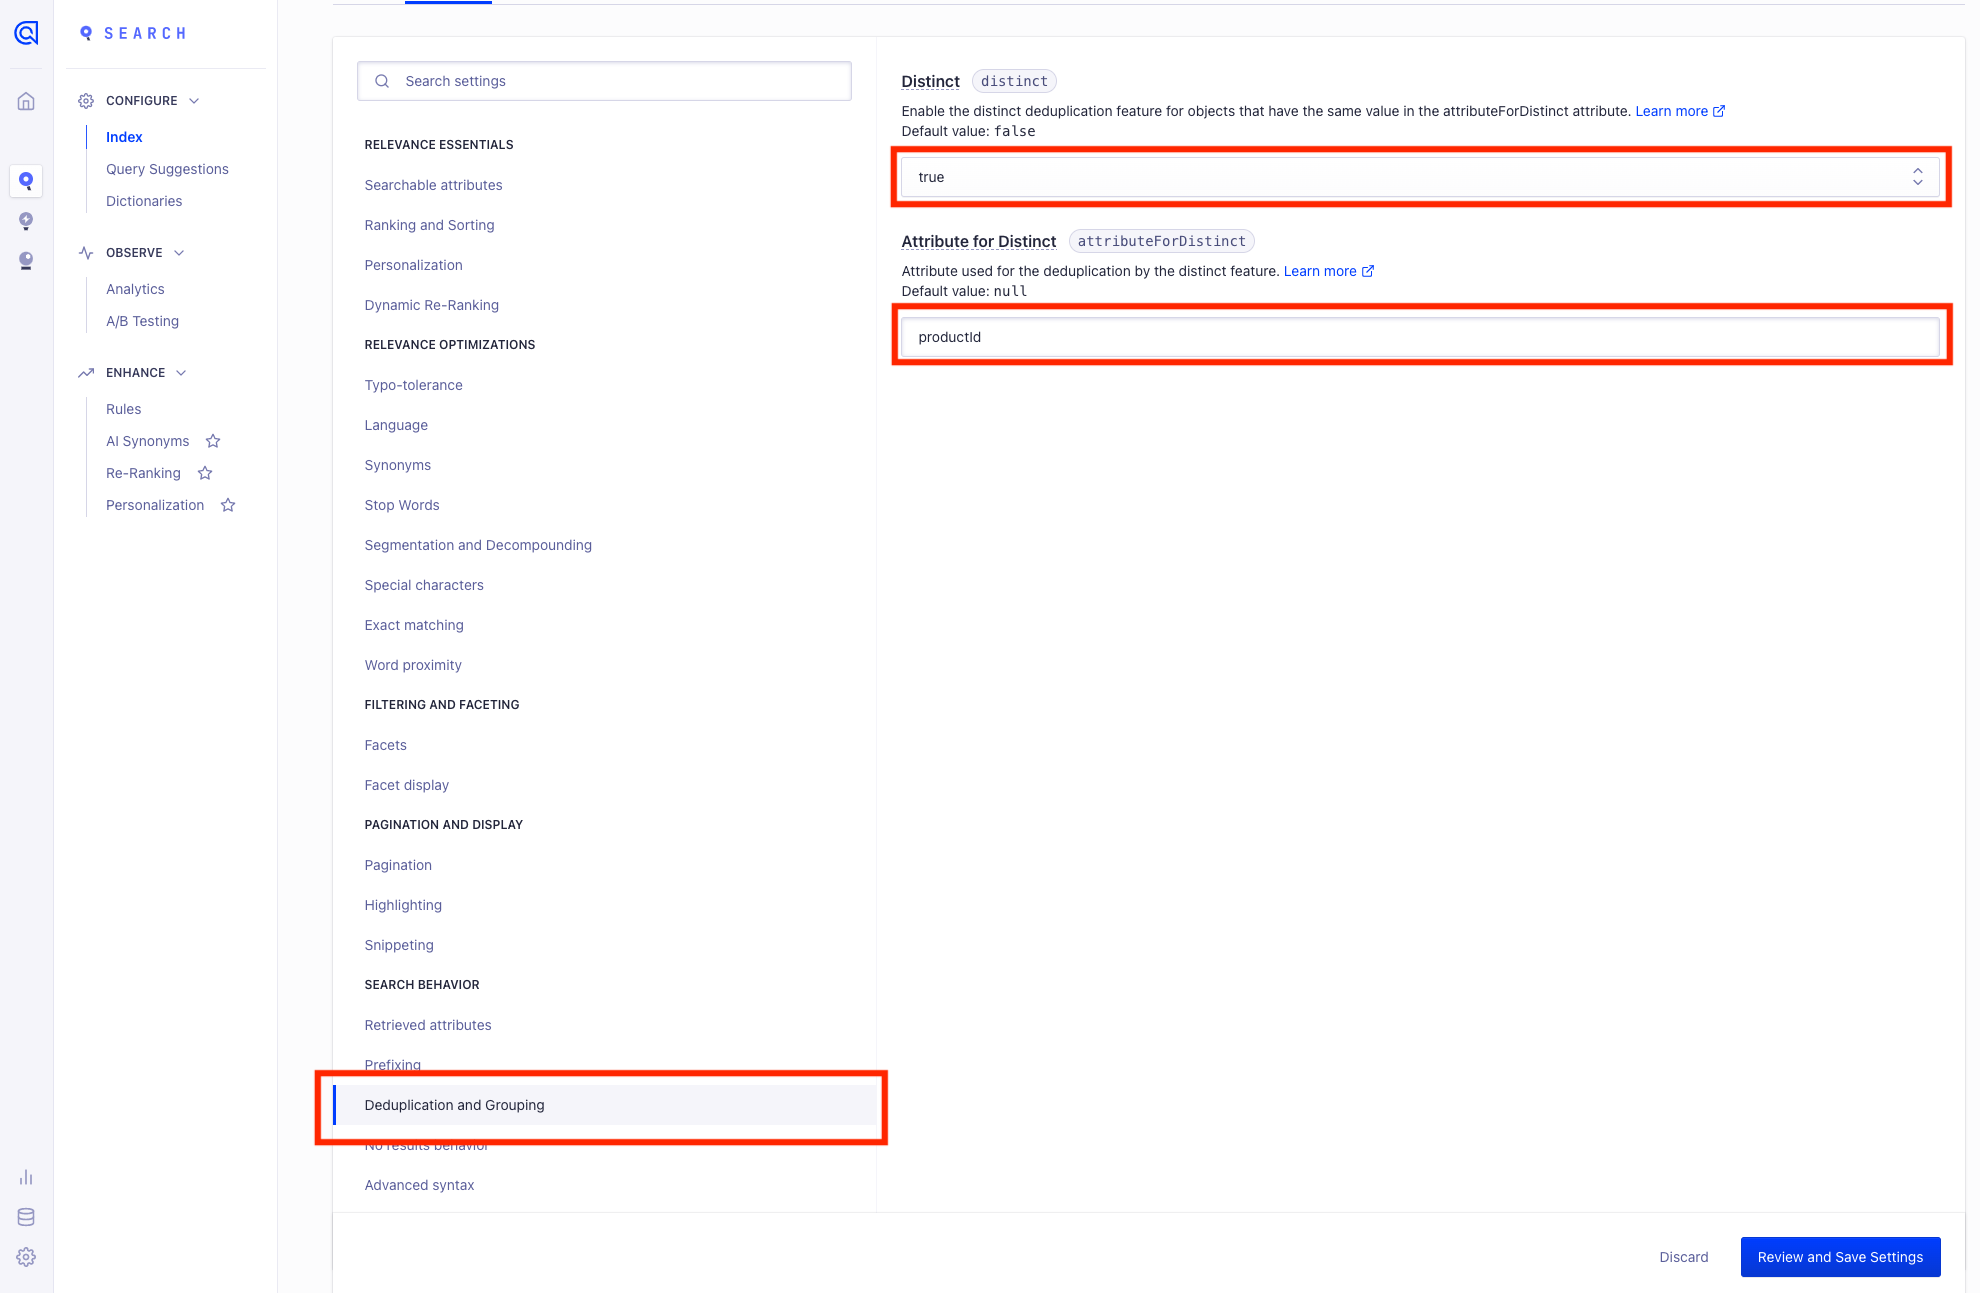 SEARCH
CONFIGURE
Index
Query Suggestions
Dictionaries
OBSERVE
Analytics
A/B Testing
ENHANCE
Rules
AI Synonyms
Re-Ranking
Personalization
Search settings
RELEVANCE ESSENTIALS
Searchable attributes
Ranking and Sorting
Personalization
Dynamic Re-Ranking
RELEVANCE OPTIMIZATIONS
Typo-tolerance
Language
Synonyms
Stop Words
Segmentation and Decompounding
Special characters
Exact matching
Word proximity
FILTERING AND FACETING
Facets
Facet display
PAGINATION AND DISPLAY
Pagination
Highlighting
Snippeting
SEARCH BEHAVIOR
Retrieved attributes
Prefixing
Deduplication and Grouping
No results behavior
Advanced syntax
Distinct distinct
Enable the distinct deduplication feature for objects that have the same value in the attributeForDistinct attribute. Learn more
Default value: false
true
Attribute for Distinct attributeForDistinct
Attribute used for the deduplication by the distinct feature. Learn more
Default value: null
productId
Discard
Review and Save Settings